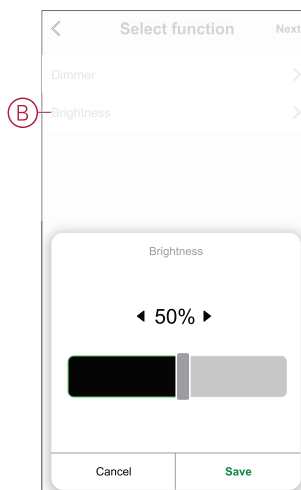 Select function Next
Dimmer
B Brightness
Brightness
50%
Cancel Save